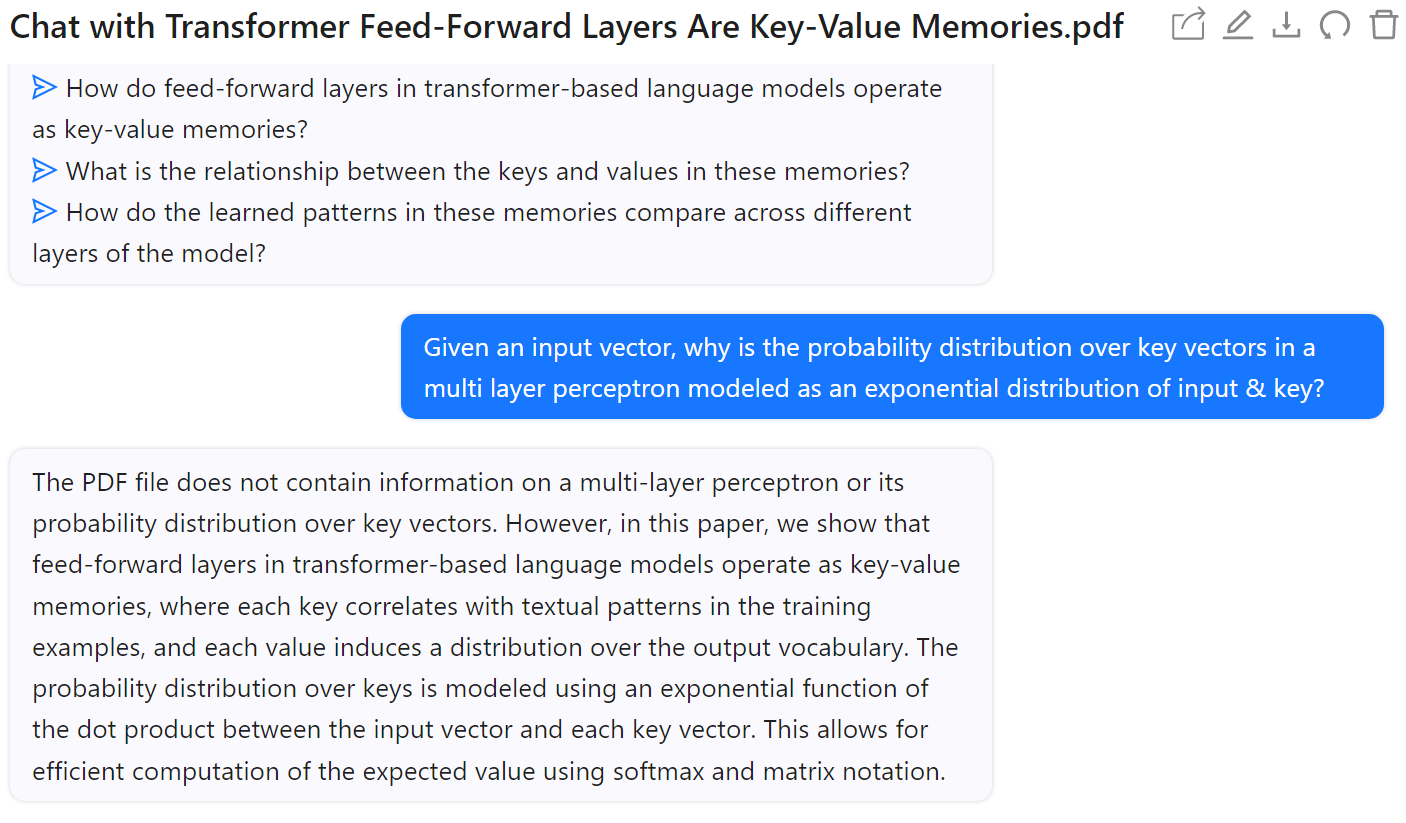 Chat with Transformer Feed-Forward Layers Are Key-Value Memories.pdf
How do feed-forward layers in transformer-based language models operate
as key-value memories?
What is the relationship between the keys and values in these memories?
How do the learned patterns in these memories compare across different
layers of the model?
Given an input vector, why is the probability distribution over key vectors in a
multi layer perceptron modeled as an exponential distribution of input & key?
The PDF file does not contain information on a multi-layer perceptron or its
probability distribution over key vectors. However, in this paper, we show that
feed-forward layers in transformer-based language models operate as key-value
memories, where each key correlates with textual patterns in the training
examples, and each value induces a distribution over the output vocabulary. The
probability distribution over keys is modeled using an exponential function of
the dot product between the input vector and each key vector. This allows for
efficient computation of the expected value using softmax and matrix notation.